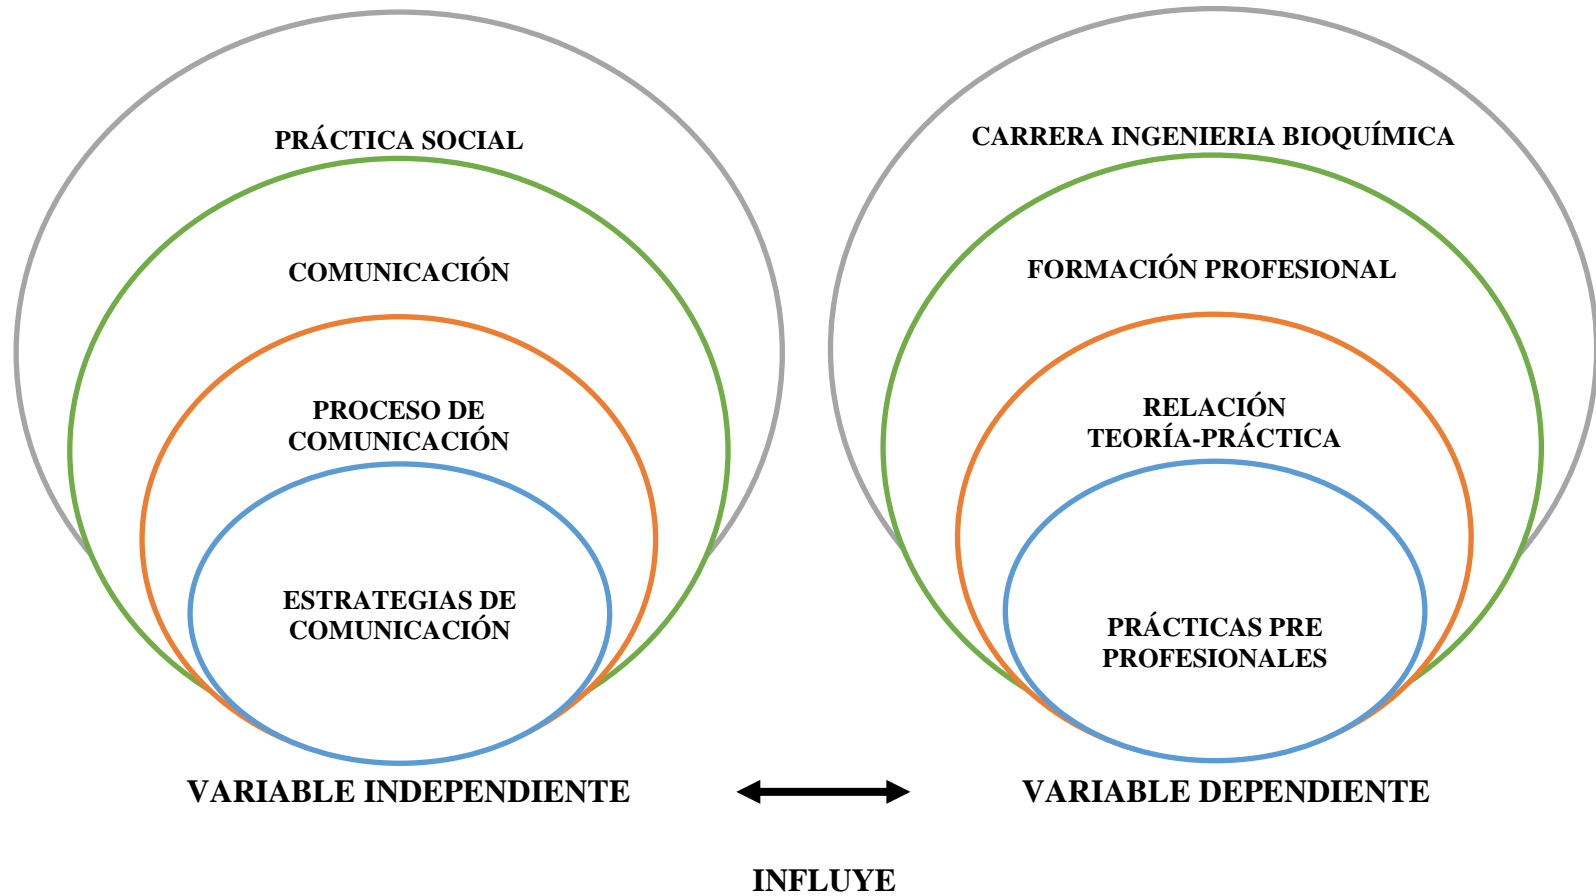 PRÁCTICA SOCIAL
COMUNICACIÓN
PROCESO DE
COMUNICACIÓN
ESTRATEGIAS DE
COMUNICACIÓN
VARIABLE INDEPENDIENTE
CARRERA INGENIERIA BIOQUÍMICA
FORMACIÓN PROFESIONAL
RELACIÓN
TEORÍA-PRÁCTICA
PRÁCTICAS PRE
PROFESIONALES
VARIABLE DEPENDIENTE
INFLUYE